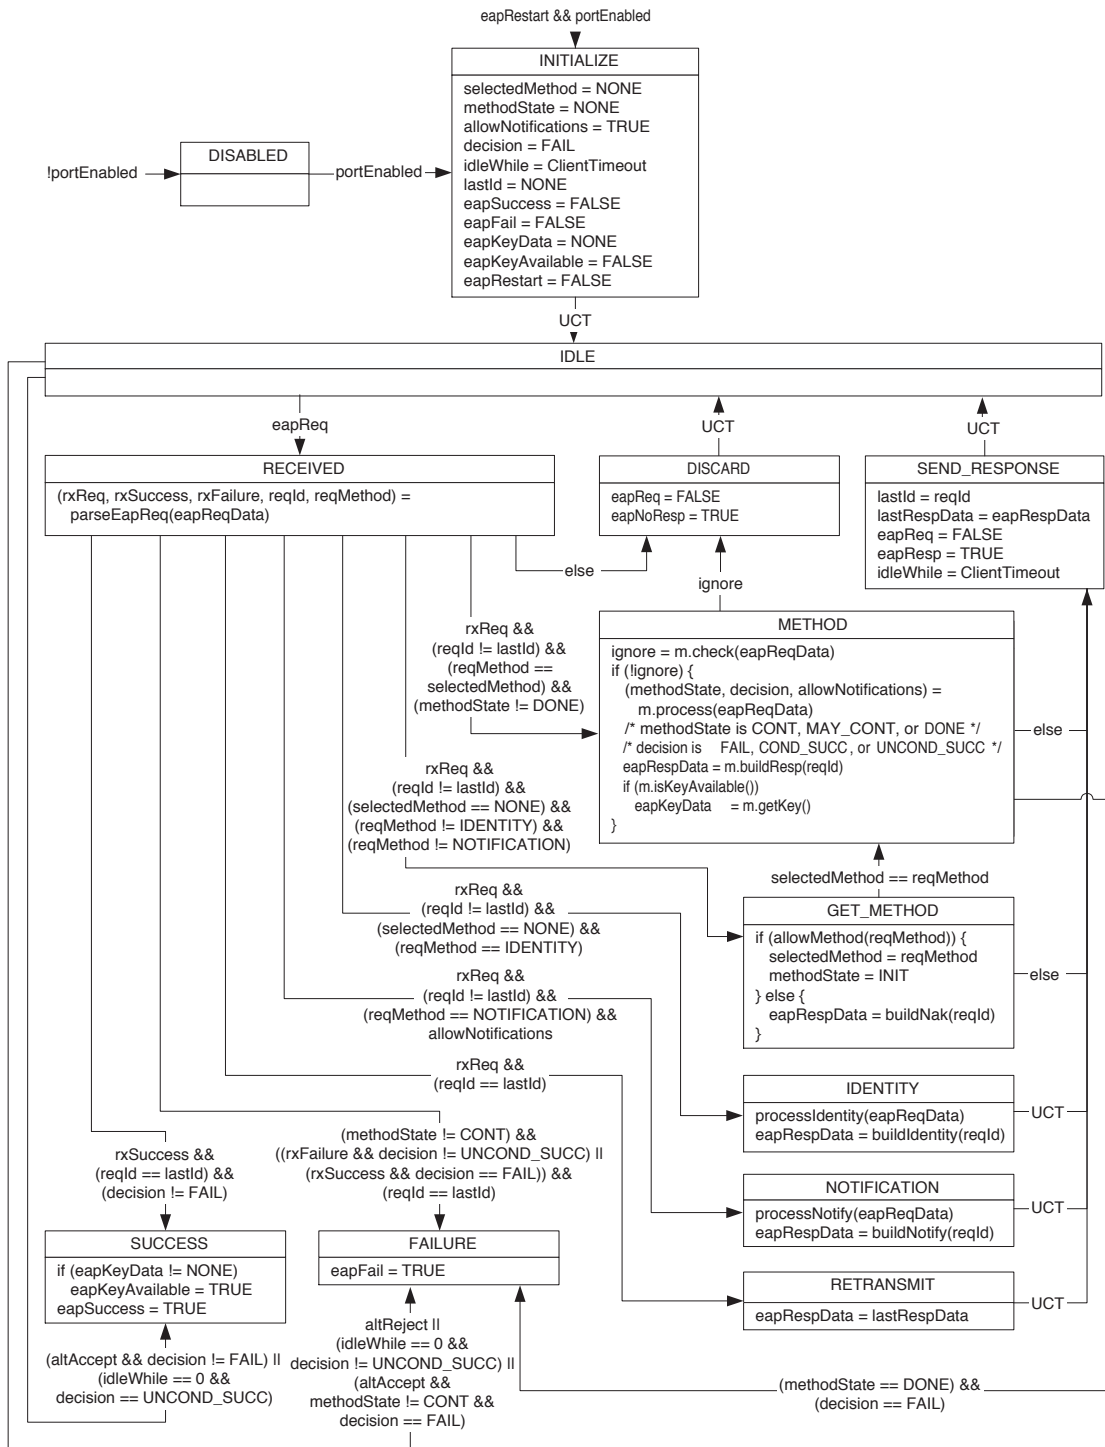 eapRestart && portEnabled
INITIALIZE
selectedMethod = NONE
methodState = NONE
allowNotifications = TRUE
decision = FAIL
idleWhile = ClientTimeout
lastId = NONE
eapSuccess = FALSE
eapFail = FALSE
eapKeyData = NONE
eapKeyAvailable = FALSE
eapRestart = FALSE
!portEnabled
DISABLED
portEnabled
UCT
IDLE
eapReq
UCT
UCT
RECEIVED
(rxReq, rxSuccess, rxFailure, reqId, reqMethod) =
parseEapReq(eapReqData)
DISCARD
eapReq = FALSE
eapNoResp = TRUE
SEND_RESPONSE
lastId = reqId
lastRespData = eapRespData
eapReq = FALSE
eapResp = TRUE
idleWhile = ClientTimeout
else
ignore
rxReq &&
(reqId != lastId) &&
(reqMethod ==
selectedMethod) &&
(methodState != DONE)
METHOD
ignore = m.check(eapReqData)
if (!ignore) {
(methodState, decision, allowNotifications) =
m.process(eapReqData)
/* methodState is CONT, MAY_CONT, or DONE */
/* decision is FAIL, COND_SUCC, or UNCOND_SUCC */
eapRespData = m.buildResp(reqId)
if (m.isKeyAvailable())
eapKeyData = m.getKey()
}
else
rxReq &&
(reqId != lastId) &&
(selectedMethod == NONE) &&
(reqMethod != IDENTITY) &&
(reqMethod != NOTIFICATION)
selectedMethod == reqMethod
GET_METHOD
if (allowMethod(reqMethod)) {
selectedMethod = reqMethod
methodState = INIT
} else {
eapRespData = buildNak(reqId)
}
else
rxReq &&
(reqId != lastId) &&
(selectedMethod == NONE) &&
(reqMethod == IDENTITY)
rxReq &&
(reqId != lastId) &&
(reqMethod == NOTIFICATION) &&
allowNotifications
rxReq &&
(reqId == lastId)
IDENTITY
processIdentity(eapReqData)
eapRespData = buildIdentity(reqId)
UCT
rxSuccess &&
(reqId == lastId) &&
(decision != FAIL)
(methodState != CONT) &&
((rxFailure && decision != UNCOND_SUCC) ||
(rxSuccess && decision == FAIL)) &&
(reqId == lastId)
NOTIFICATION
processNotify(eapReqData)
eapRespData = buildNotify(reqId)
UCT
SUCCESS
if (eapKeyData != NONE)
eapKeyAvailable = TRUE
eapSuccess = TRUE
FAILURE
eapFail = TRUE
RETRANSMIT
eapRespData = lastRespData
UCT
(altAccept && decision != FAIL) ||
(idleWhile == 0 &&
decision == UNCOND_SUCC)
altReject ||
(idleWhile == 0 &&
decision != UNCOND_SUCC) ||
(altAccept &&
methodState != CONT &&
decision == FAIL)
(methodState == DONE) &&
(decision == FAIL)